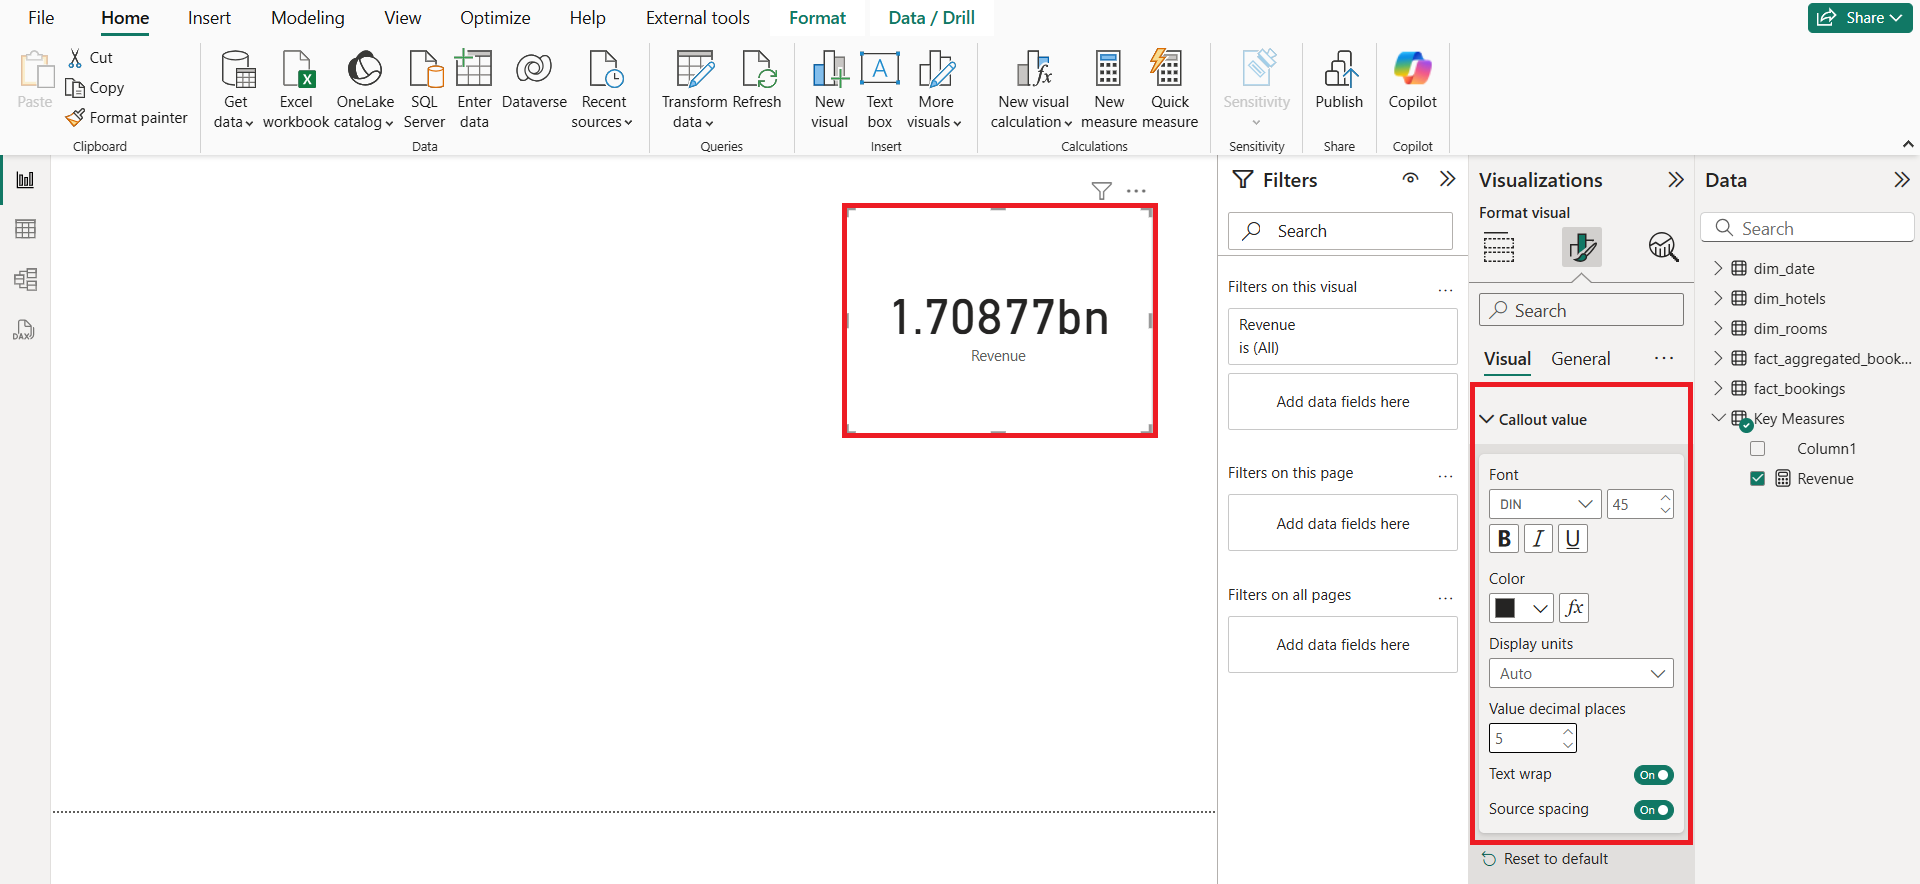 File Home Insert Modeling View Optimize Help External tools Format Data / Drill Share
Paste
Cut
Copy
Format painter
Clipboard
Get data
Excel workbook
OneLake catalog
SQL Server
Enter data
Dataverse
Recent sources
Data
Transform data
Refresh
Queries
New visual
A
Text box
More visuals
Insert
fx
New visual calculation
New measure
Quick measure
Calculations
Sensitivity
Sensitivity
Publish
Share
Copilot
Copilot
DAX
1.70877bn
Revenue
Filters
Search
Filters on this visual ...
Revenue
is (All)
Add data fields here
Filters on this page ...
Add data fields here
Filters on all pages ...
Add data fields here
Visualizations
Format visual
Search
Visual General ...
Callout value
Font
DIN 45
B I U
Color
fx
Display units
Auto
Value decimal places
5
Text wrap On
Source spacing On
Reset to default
Data
Search
dim_date
dim_hotels
dim_rooms
fact_aggregated_book...
fact_bookings
Key Measures
Column1
Revenue